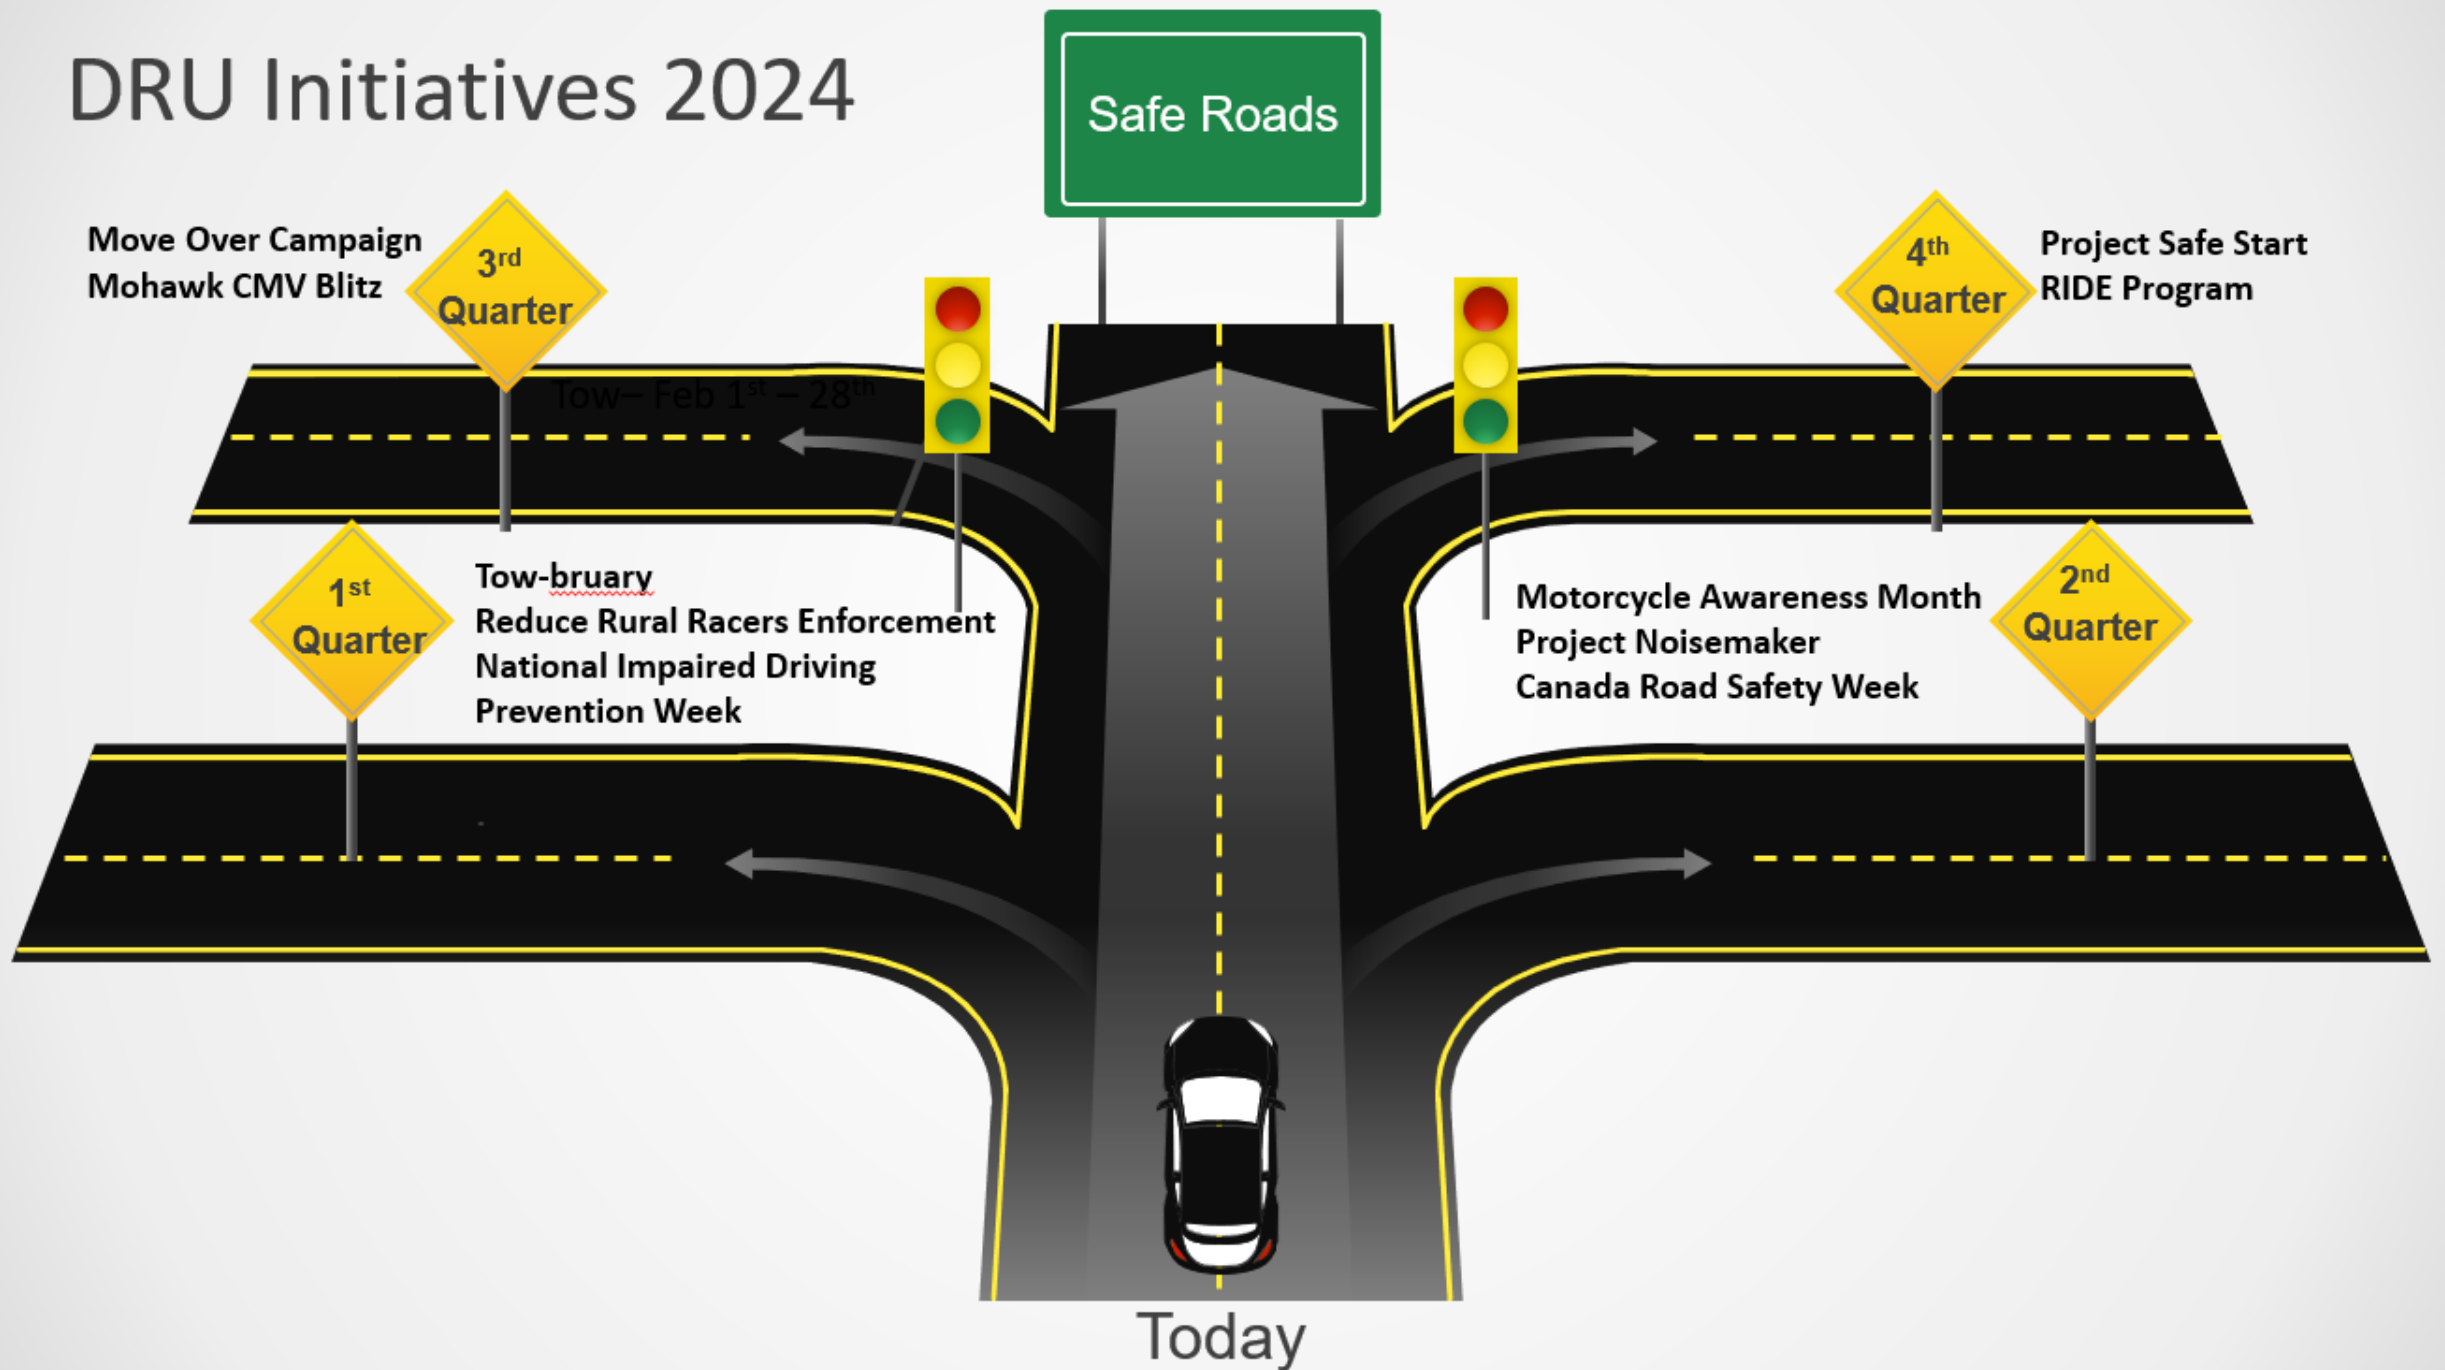 DRU Initiatives 2024
Safe Roads
Move Over Campaign
Mohawk CMV Blitz
3rd
Quarter
4th
Quarter
Project Safe Start
RIDE Program
Tow– Feb 1st – 28th
1st
Quarter
Tow-bruary
Reduce Rural Racers Enforcement
National Impaired Driving
Prevention Week
Motorcycle Awareness Month
Project Noisemaker
Canada Road Safety Week
2nd
Quarter
Today